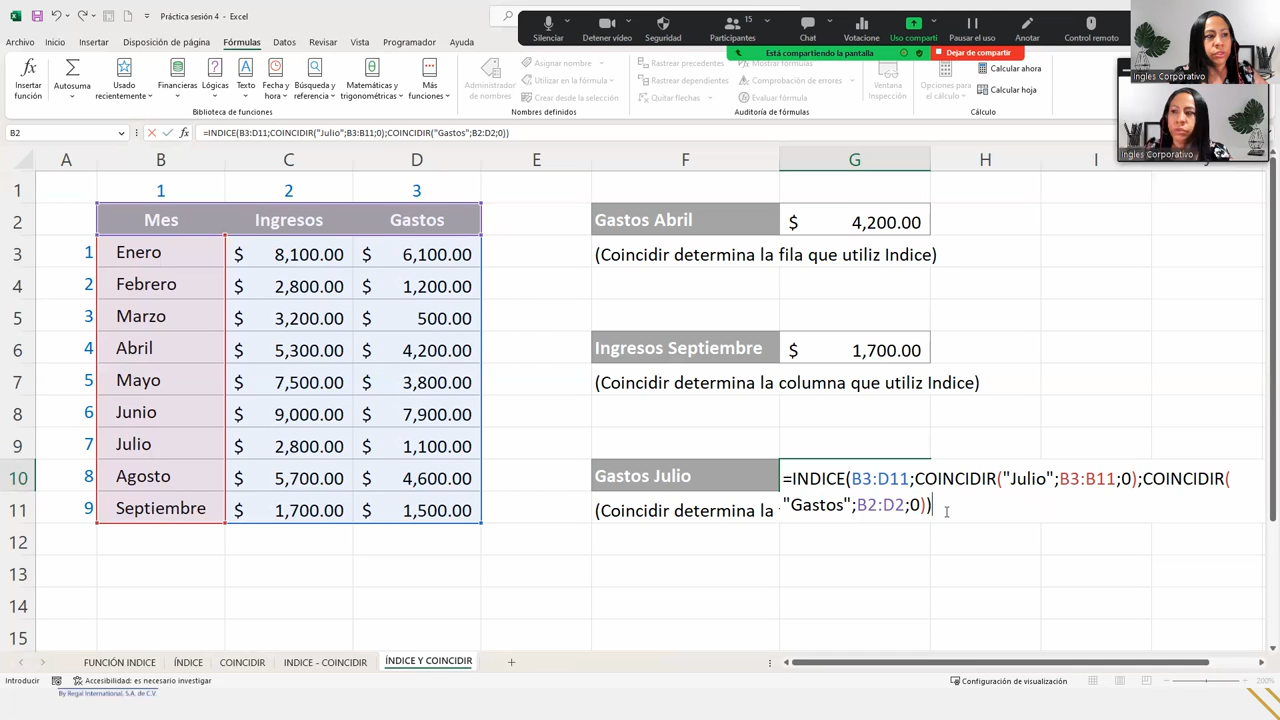 Práctica sesión 4 - Excel
Silenciar
Detener video
Seguridad
15
Participantes
Chat
Votacione
Uso comparti
Pausar el uso
Anotar
Control remoto
Está compartiendo la pantalla
Dejar de compartir
Ingles Corporativo
Ingles Corporativo
Archivo Inicio Insertar Disposición de página Fórmulas Datos Revisar Vista Programador Ayuda
Insertar función
Autosuma
Usado recientemente
Financieras
Lógicas
Texto
Fecha y hora
Búsqueda y referencia
Matemáticas y trigonométricas
Más funciones
Biblioteca de funciones
Administrador de nombres
Asignar nombre
Utilizar en la fórmula
Crear desde la selección
Nombres definidos
Rastrear precedentes
Rastrear dependientes
Quitar flechas
Mostrar fórmulas
Comprobación de errores
Evaluar fórmula
Auditoría de fórmulas
Ventana Inspección
Opciones para el cálculo
Calcular ahora
Calcular hoja
Cálculo
B2
=INDICE(B3:D11;COINCIDIR("Julio";B3:B11;0);COINCIDIR("Gastos";B2:D2;0))
A B C D E F G H I
1 1 2 3
2 Mes Ingresos Gastos Gastos Abril $ 4,200.00
3 1 Enero $ 8,100.00 $ 6,100.00 (Coincidir determina la fila que utiliz Indice)
4 2 Febrero $ 2,800.00 $ 1,200.00
5 3 Marzo $ 3,200.00 $ 500.00
6 4 Abril $ 5,300.00 $ 4,200.00 Ingresos Septiembre $ 1,700.00
7 5 Mayo $ 7,500.00 $ 3,800.00 (Coincidir determina la columna que utiliz Indice)
8 6 Junio $ 9,000.00 $ 7,900.00
9 7 Julio $ 2,800.00 $ 1,100.00
10 8 Agosto $ 5,700.00 $ 4,600.00 Gastos Julio =INDICE(B3:D11;COINCIDIR("Julio";B3:B11;0);COINCIDIR(
11 9 Septiembre $ 1,700.00 $ 1,500.00 (Coincidir determina la "Gastos";B2:D2;0))
12
13
14
15
FUNCIÓN INDICE ÍNDICE COINCIDIR INDICE - COINCIDIR ÍNDICE Y COINCIDIR
Introducir
Accesibilidad: es necesario investigar
Configuración de visualización
200%
By Regal International, S.A. de C.V.